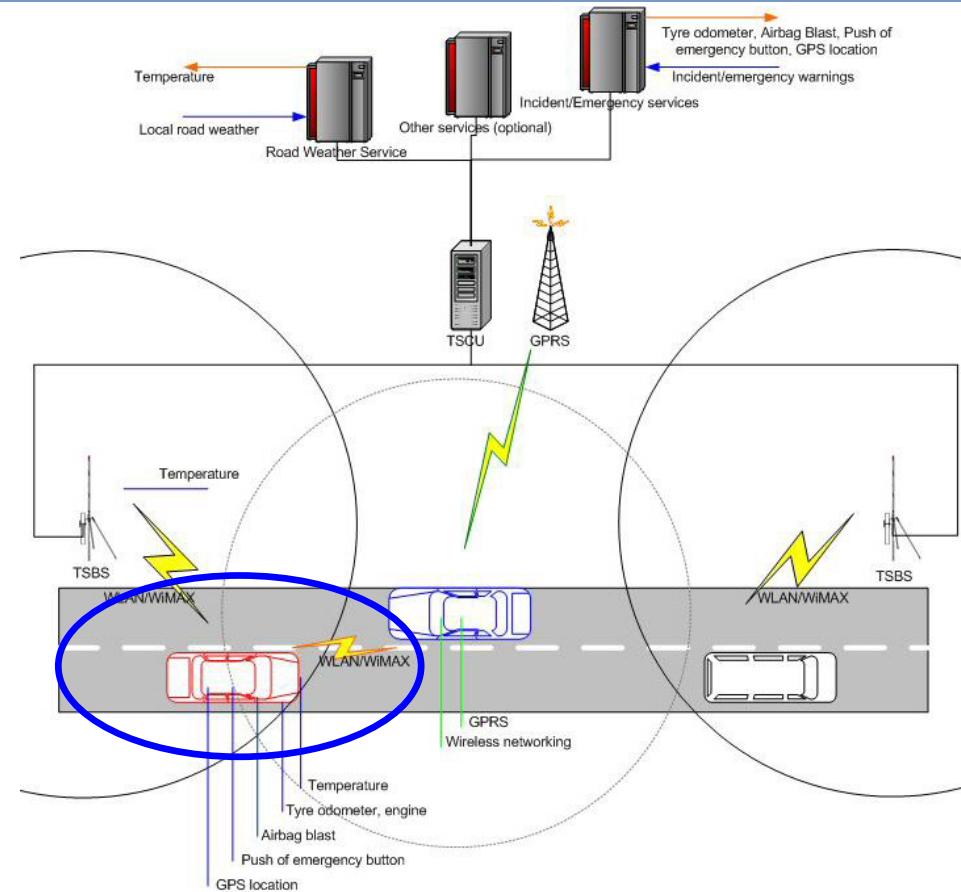 Tyre odometer, Airbag Blast, Push of
emergency button, GPS location
Temperature
Incident/emergency warnings
Incident/Emergency services
Local road weather
Other services (optional)
Road Weather Service
TSCU
GPRS
Temperature
TSBS
TSBS
WLAN/WiMAX
WLAN/WiMAX
WLAN/WiMAX
GPRS
Wireless networking
Temperature
Tyre odometer, engine
Airbag blast
Push of emergency button
GPS location